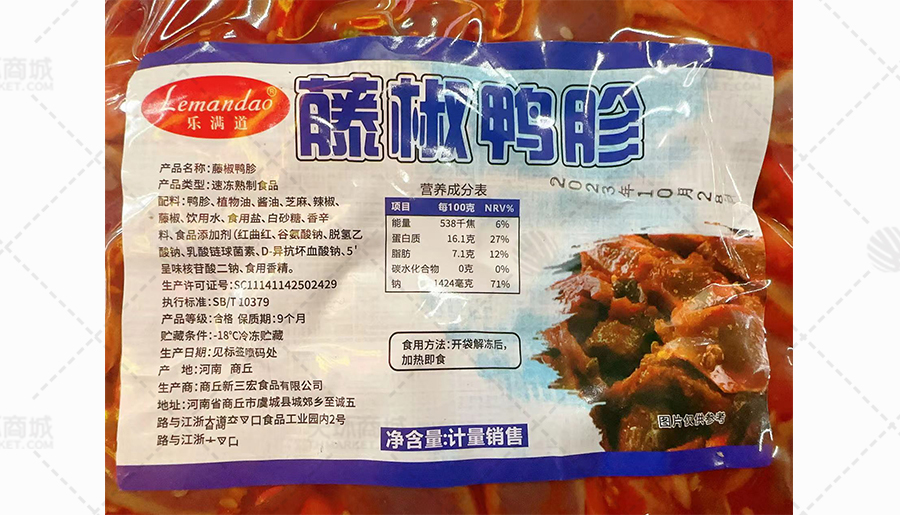 Lemandao®
乐满道
藤椒鸭胗
2023年10月2日
产品名称:藤椒鸭胗
产品类型:速冻熟制食品
配料:鸭胗、植物油、酱油、芝麻、辣椒、
藤椒、饮用水、食用盐、白砂糖、香辛
料、食品添加剂(红曲红、谷氨酸钠、脱氢乙
酸钠、乳酸链球菌素、D-异抗坏血酸钠、5'
呈味核苷酸二钠、食用香精。
生产许可证号:SC11141142502429
执行标准:SB/T 10379
产品等级:合格 保质期:9个月
贮藏条件:-18℃冷冻贮藏
生产日期:见标签喷码处
产 地:河南 商丘
生产商:商丘新三宏食品有限公司
地址:河南省商丘市虞城县城郊乡至诚五
路与江浙大道交叉口食品工业园内2号
路与江浙
口
营养成分表
项目 每100克 NRV%
能量 538千焦 6%
蛋白质 16.1克 27%
脂肪 7.1克 12%
碳水化合物 0克 0%
钠 1424毫克 71%
食用方法:开袋解冻后,
加热即食
净含量:计量销售
图片仅供参考
商城